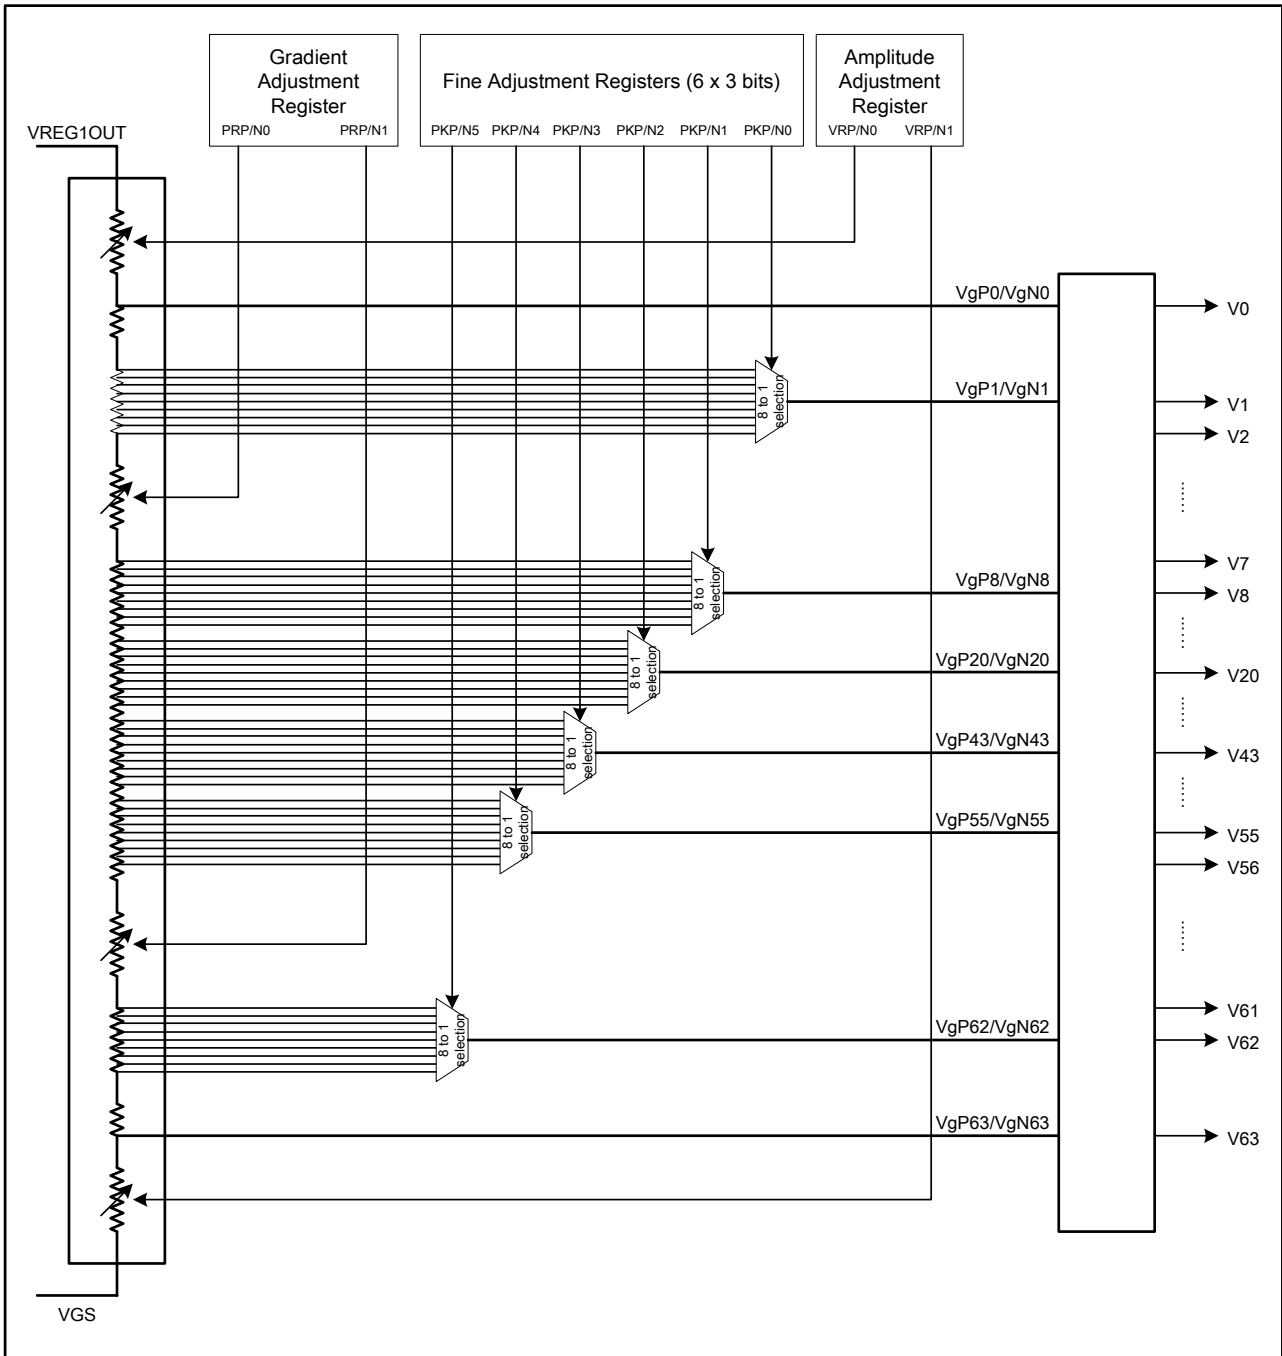 Gradient
Adjustment
Register
PRP/N0 PRP/N1
Fine Adjustment Registers (6 x 3 bits)
PKP/N5 PKP/N4 PKP/N3 PKP/N2 PKP/N1 PKP/N0
Amplitude
Adjustment
Register
VRP/N0 VRP/N1
VREG1OUT
VgP0/VgN0
V0
8 to 1
selection
VgP1/VgN1
V1
V2
8 to 1
selection
VgP8/VgN8
V7
V8
8 to 1
selection
VgP20/VgN20
V20
8 to 1
selection
VgP43/VgN43
V43
8 to 1
selection
VgP55/VgN55
V55
V56
8 to 1
selection
VgP62/VgN62
V61
V62
VgP63/VgN63
V63
VGS